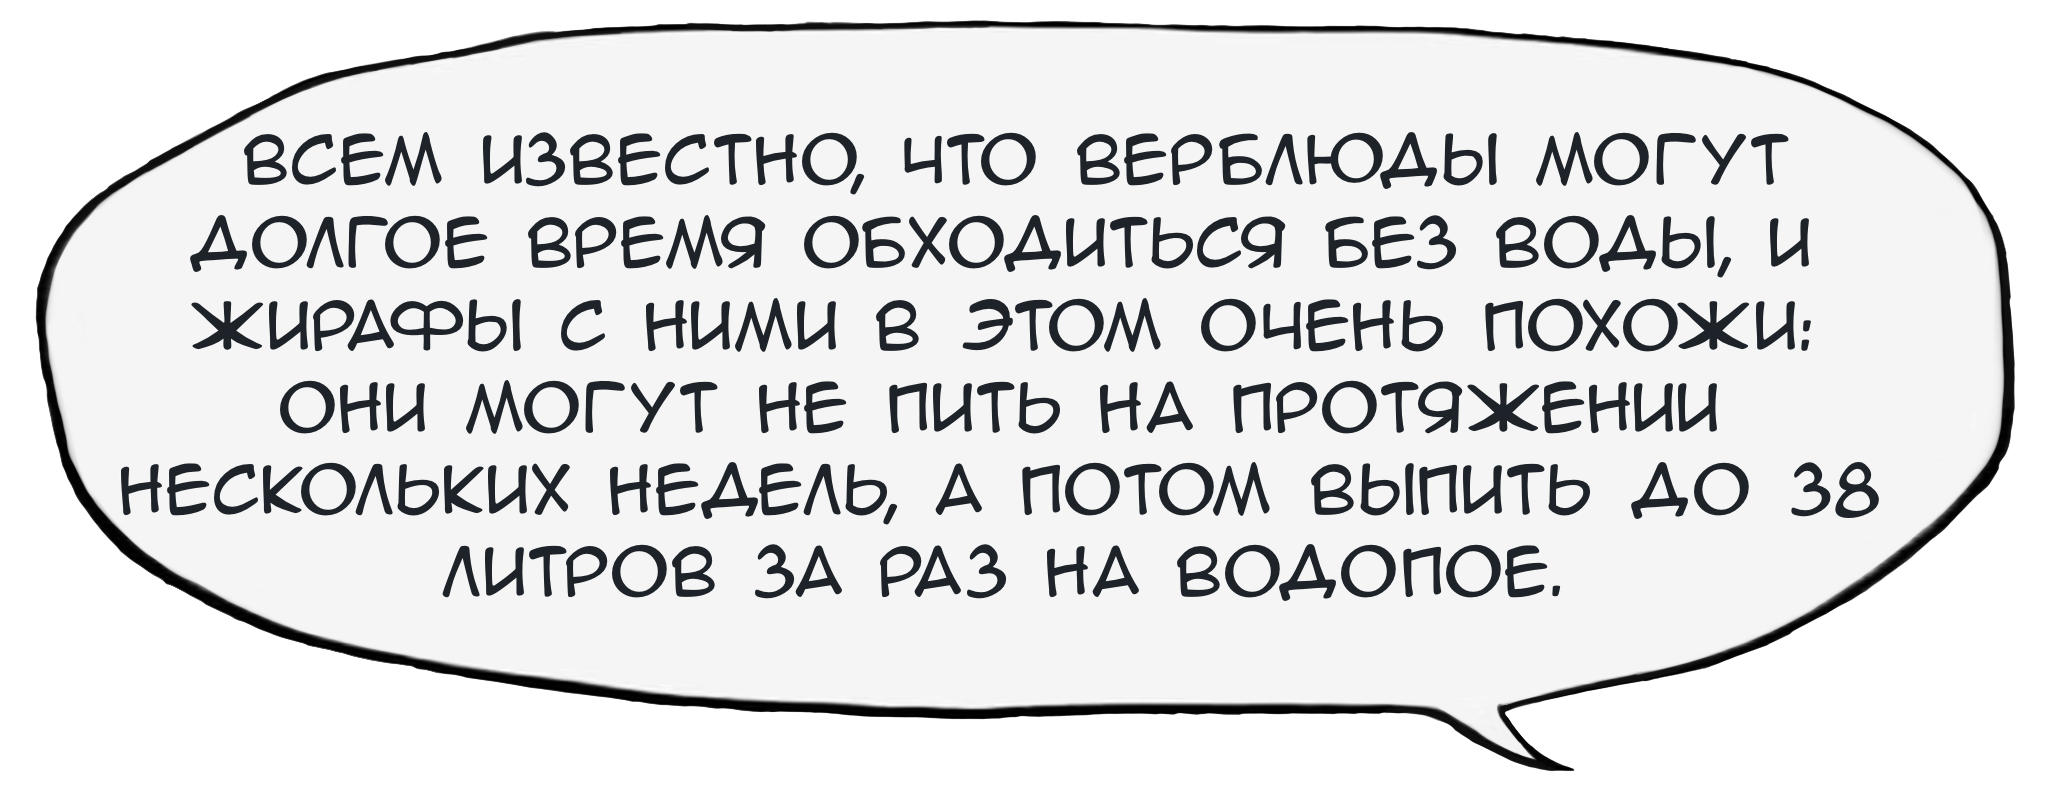 ВСЕМ ИЗВЕСТНО, ЧТО ВЕРБЛЮДЫ МОГУТ
ДОЛГОЕ ВРЕМЯ ОБХОДИТЬСЯ БЕЗ ВОДЫ, И
ЖИРАФЫ С НИМИ В ЭТОМ ОЧЕНЬ ПОХОЖИ:
ОНИ МОГУТ НЕ ПИТЬ НА ПРОТЯЖЕНИИ
НЕСКОЛЬКИХ НЕДЕЛЬ, А ПОТОМ ВЫПИТЬ ДО 38
ЛИТРОВ ЗА РАЗ НА ВОДОПОЕ.